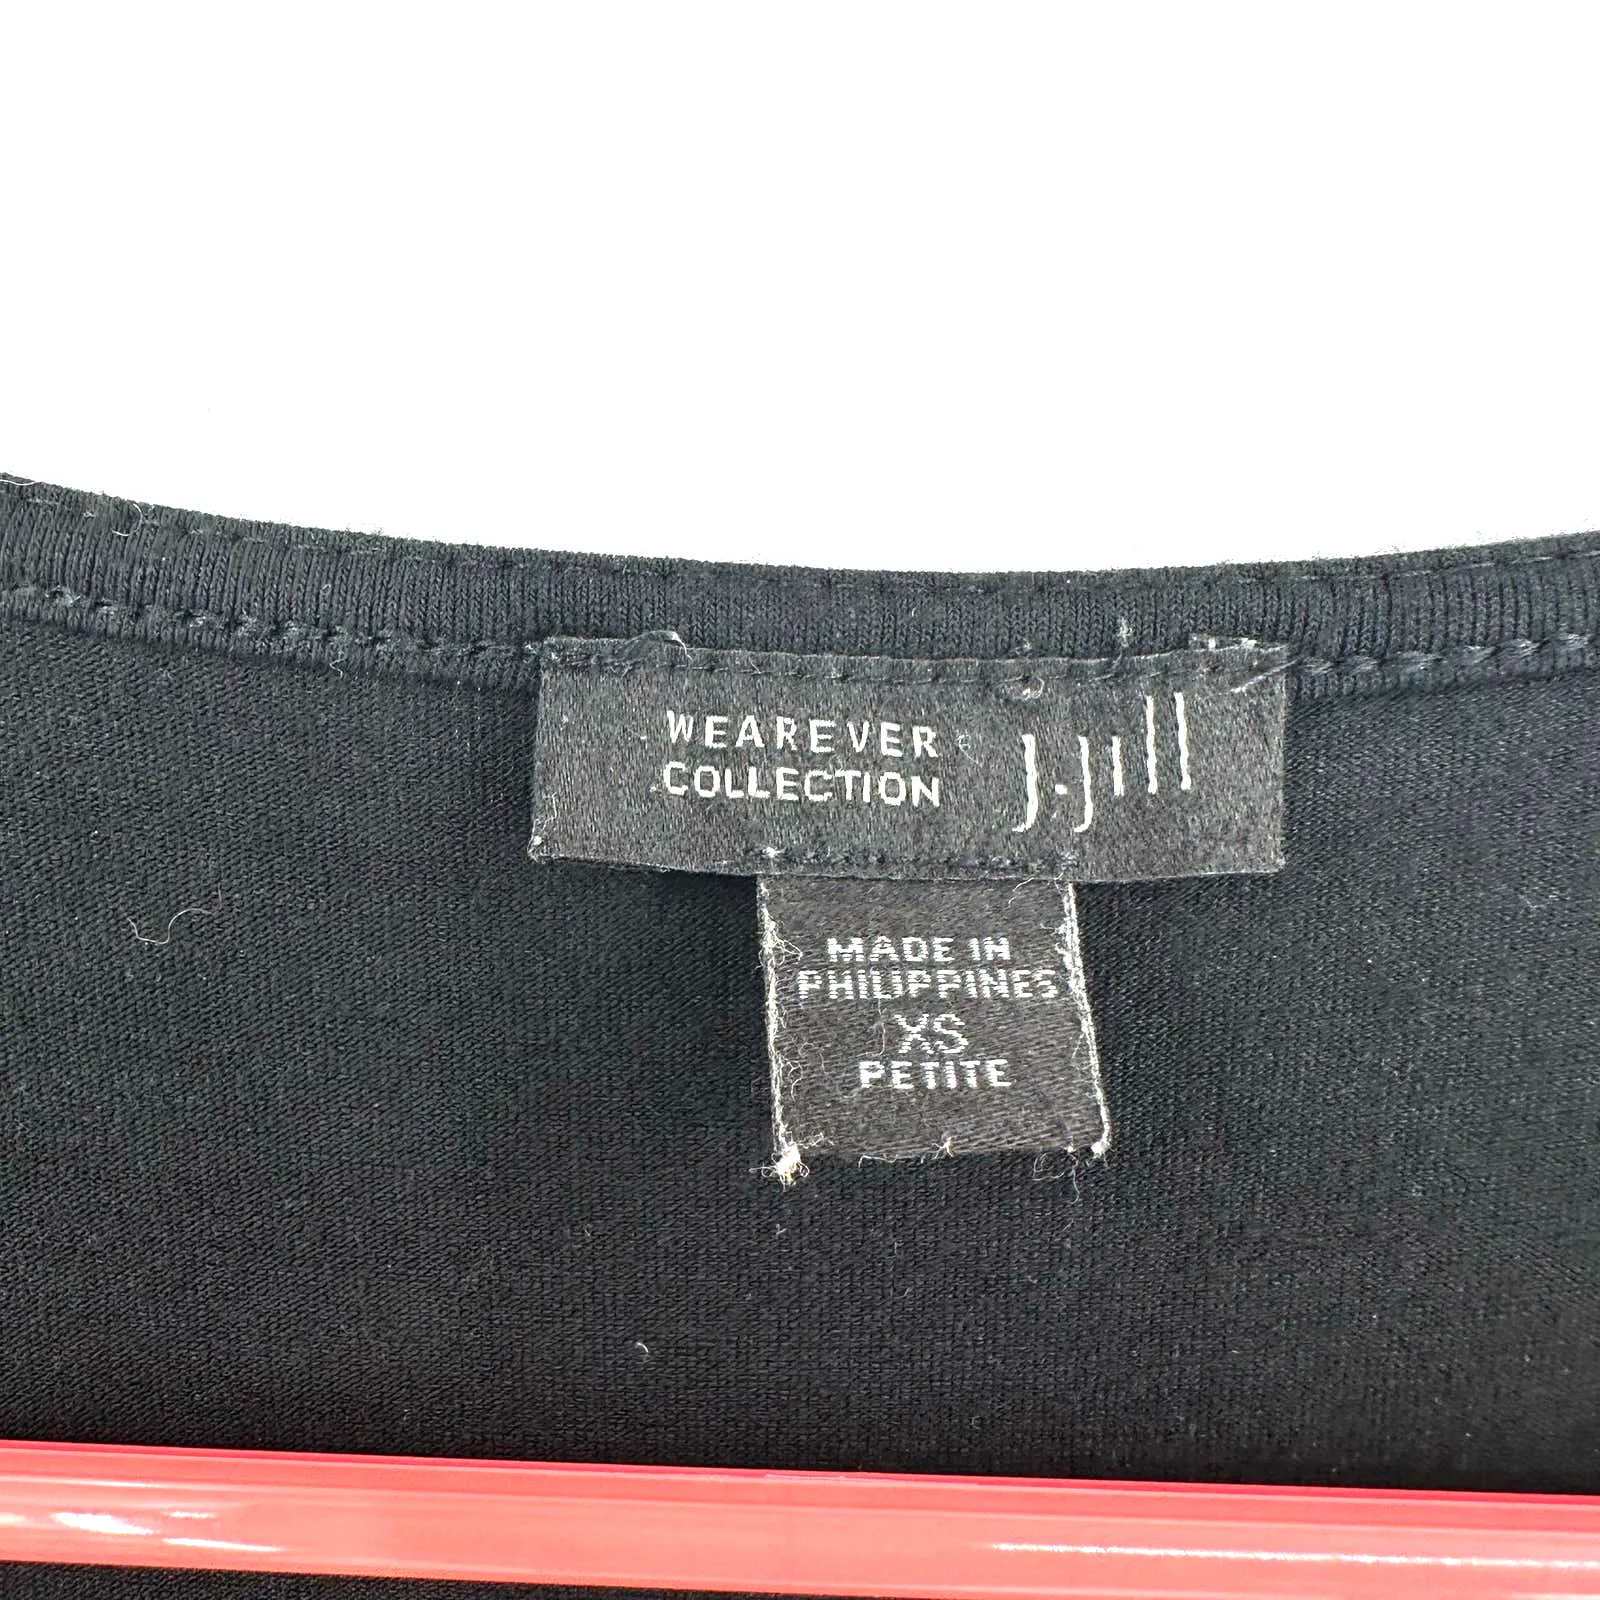 WEAREVER
COLLECTION
J.Jill
MADE IN
PHILIPPINES
XS
PETITE